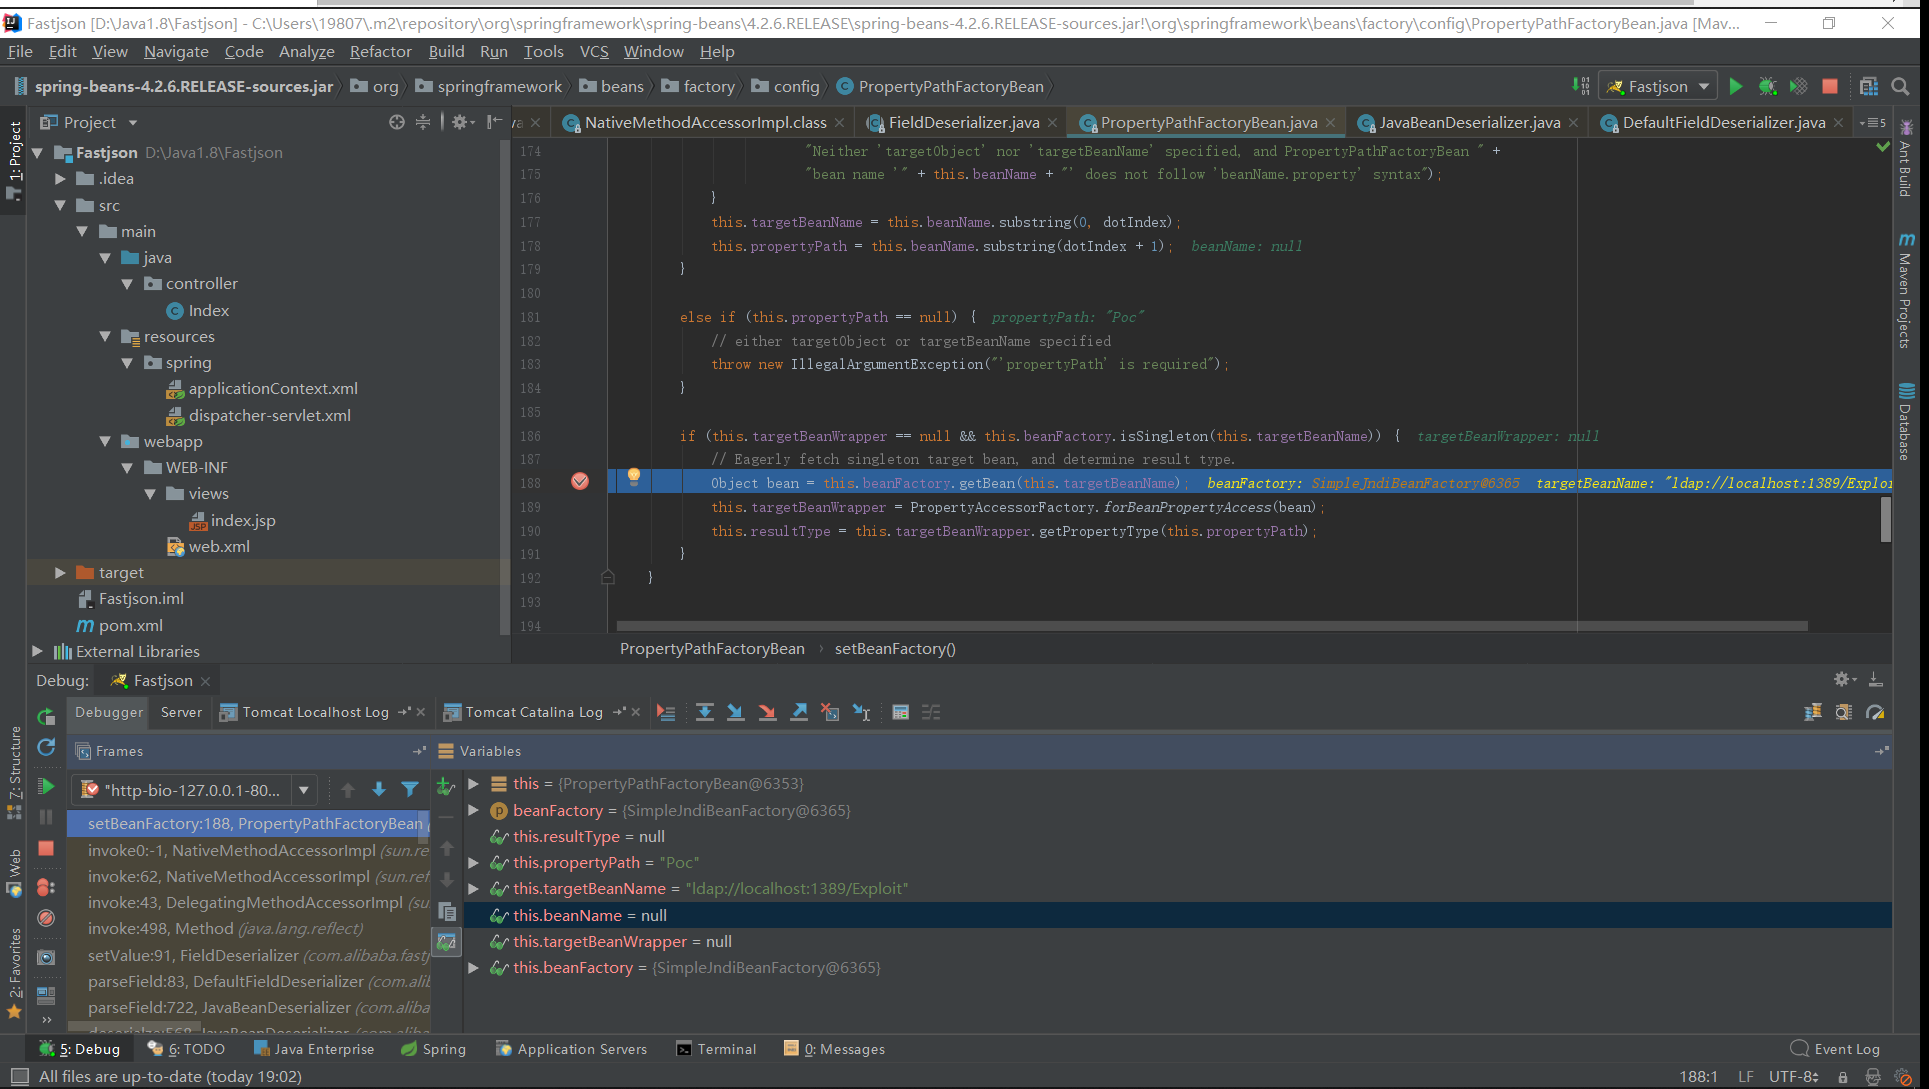 Fastjson [D:\Java1.8\Fastjson] - C:\Users\19807\.m2\repository\org\springframework\spring-beans\4.2.6.RELEASE\spring-beans-4.2.6.RELEASE-sources.jar!\org\springframework\beans\factory\config\PropertyPathFactoryBean.java [Mav...
File Edit View Navigate Code Analyze Refactor Build Run Tools VCS Window Help
spring-beans-4.2.6.RELEASE-sources.jar org springframework beans factory config PropertyPathFactoryBean Fastjson
Project
va NativeMethodAccessorImpl.class FieldDeserializer.java PropertyPathFactoryBean.java JavaBeanDeserializer.java DefaultFieldDeserializer.java 5
1: Project
Fastjson D:\Java1.8\Fastjson
.idea
src
main
java
controller
Index
resources
spring
applicationContext.xml
dispatcher-servlet.xml
webapp
WEB-INF
views
index.jsp
web.xml
target
Fastjson.iml
pom.xml
External Libraries
174 "Neither 'targetObject' nor 'targetBeanName' specified, and PropertyPathFactoryBean " +
175 "bean name '" + this.beanName + "' does not follow 'beanName.property' syntax");
176 }
177 this.targetBeanName = this.beanName.substring(0, dotIndex);
178 this.propertyPath = this.beanName.substring(dotIndex + 1); beanName: null
179 }
180
181 else if (this.propertyPath == null) { propertyPath: "Poc"
182 // either targetObject or targetBeanName specified
183 throw new IllegalArgumentException("'propertyPath' is required");
184 }
185
186 if (this.targetBeanWrapper == null && this.beanFactory.isSingleton(this.targetBeanName)) { targetBeanWrapper: null
187 // Eagerly fetch singleton target bean, and determine result type.
188 Object bean = this.beanFactory.getBean(this.targetBeanName); beanFactory: SimpleJndiBeanFactory@6365 targetBeanName: "ldap://localhost:1389/Exploi
189 this.targetBeanWrapper = PropertyAccessorFactory.forBeanPropertyAccess(bean);
190 this.resultType = this.targetBeanWrapper.getPropertyType(this.propertyPath);
191 }
192 }
193
194
PropertyPathFactoryBean › setBeanFactory()
Ant Build
Maven Projects
Database
Debug: Fastjson
Debugger Server Tomcat Localhost Log Tomcat Catalina Log
Frames
Variables
"http-bio-127.0.0.1-80...
setBeanFactory:188, PropertyPathFactoryBean
invoke0:-1, NativeMethodAccessorImpl (sun.re
invoke:62, NativeMethodAccessorImpl (sun.ref
invoke:43, DelegatingMethodAccessorImpl (su
invoke:498, Method (java.lang.reflect)
setValue:91, FieldDeserializer (com.alibaba.fastj
parseField:83, DefaultFieldDeserializer (com.alib
parseField:722, JavaBeanDeserializer (com.aliba
deserialze:568, JavaBeanDeserializer (com.aliba
this = {PropertyPathFactoryBean@6353}
beanFactory = {SimpleJndiBeanFactory@6365}
this.resultType = null
this.propertyPath = "Poc"
this.targetBeanName = "ldap://localhost:1389/Exploit"
this.beanName = null
this.targetBeanWrapper = null
this.beanFactory = {SimpleJndiBeanFactory@6365}
7: Structure
Web
2: Favorites
5: Debug 6: TODO Java Enterprise Spring Application Servers Terminal 0: Messages Event Log
All files are up-to-date (today 19:02) 188:1 LF UTF-8